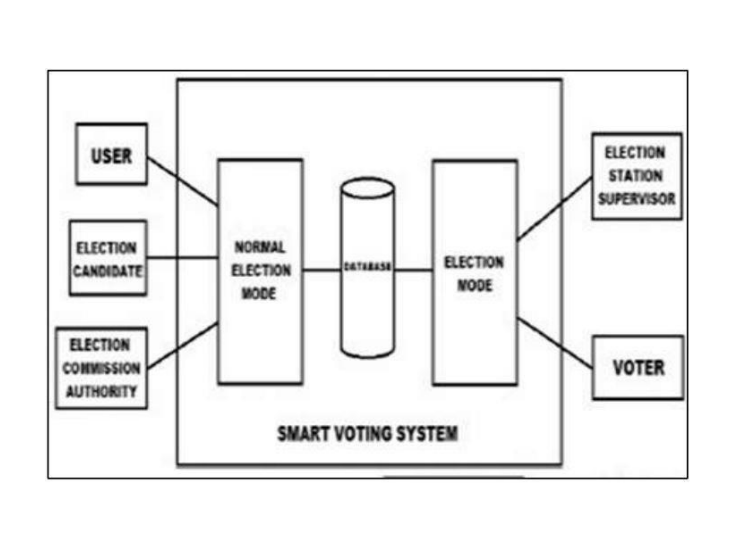 USER
ELECTION
CANDIDATE
ELECTION
COMMISSION
AUTHORITY
NORMAL
ELECTION
MODE
DATABASE
ELECTION
MODE
ELECTION
STATION
SUPERVISOR
VOTER
SMART VOTING SYSTEM